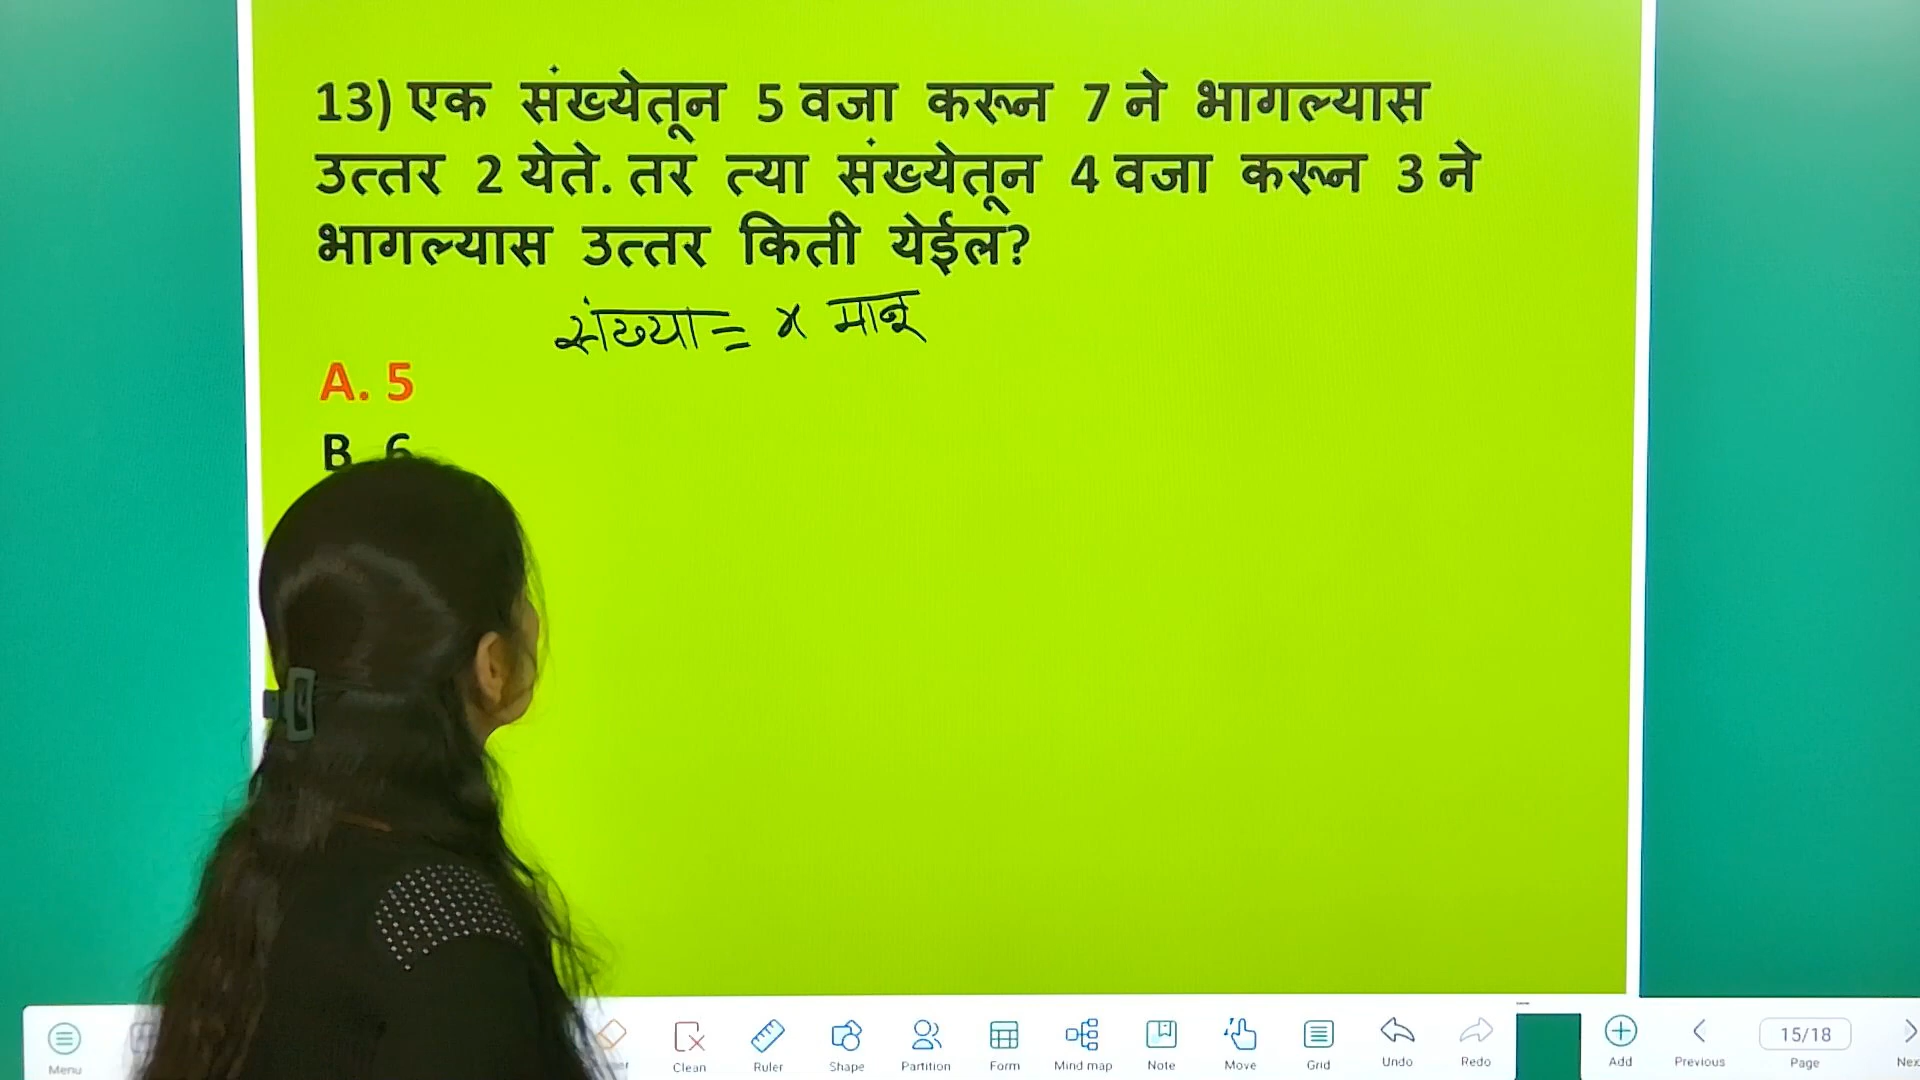 13) एक संख्येतून 5 वजा करून 7 ने भागल्यास
उत्तर 2 येते. तर त्या संख्येतून 4 वजा करून 3 ने
भागल्यास उत्तर किती येईल?
संख्या = x मानू
A. 5
B. 6
Menu
Clean Ruler Shape Partition Form Mind map Note Move Grid Undo Redo Add Previous 15/18 Page